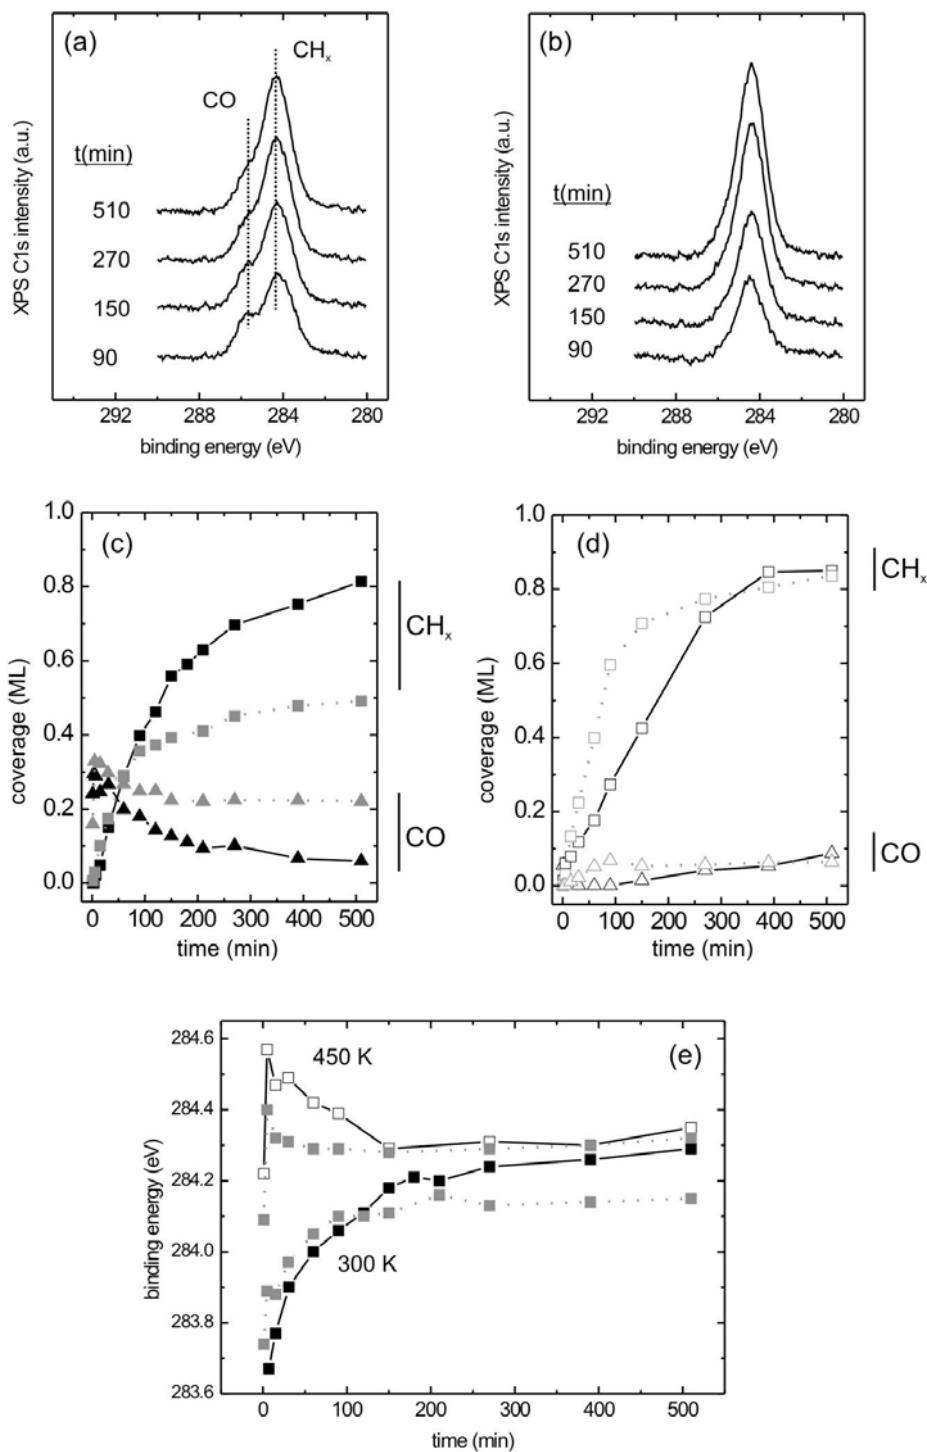 (a)
CH_x
CO
t(min)
510
270
150
90
XPS C1s intensity (a.u.)
292 288 284 280
binding energy (eV)
(b)
t(min)
510
270
150
90
XPS C1s intensity (a.u.)
292 288 284 280
binding energy (eV)
(c)
1.0
0.8
0.6
0.4
0.2
0.0
coverage (ML)
0 100 200 300 400 500
time (min)
CH_x
CO
(d)
1.0
0.8
0.4
0.2
0.0
coverage (ML)
0 100 200 300 400 500
time (min)
CH_x
CO
(e)
284.6
284.4
284.2
284.0
283.8
283.6
binding energy (eV)
450 K
300 K
0 100 200 300 400 500
time (min)